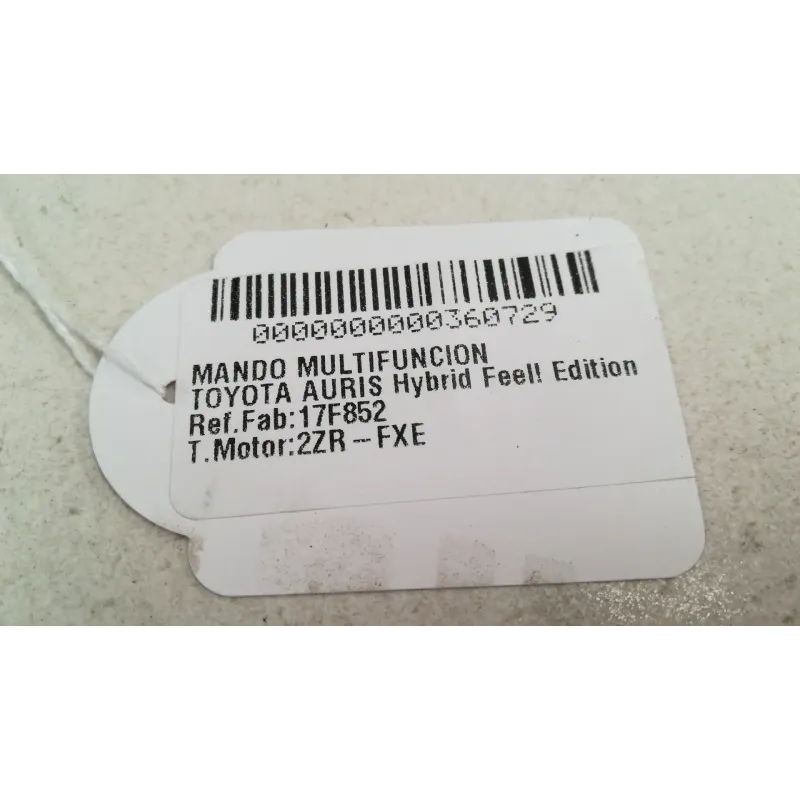 0000000000360729
MANDO MULTIFUNCION
TOYOTA AURIS Hybrid Feel! Edition
Ref.Fab:17F852
T.Motor:2ZR-FXE